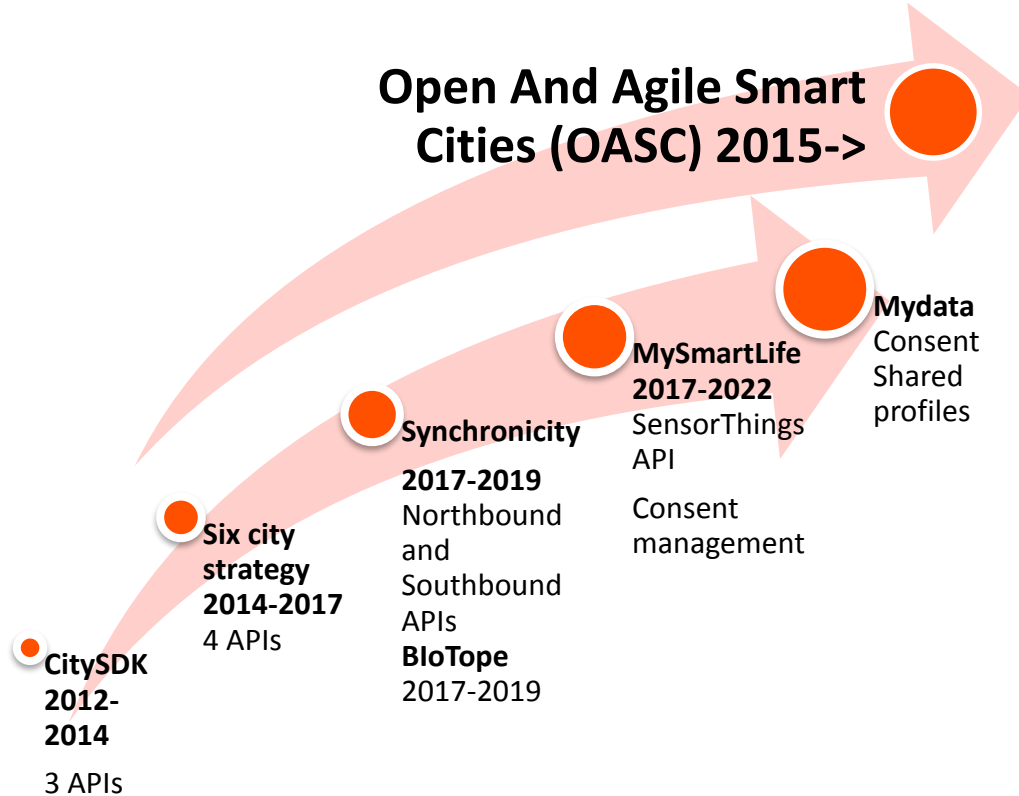 Open And Agile Smart
Cities (OASC) 2015->
CitySDK
2012-
2014
3 APIs
Six city
strategy
2014-2017
4 APIs
Synchronicity
2017-2019
Northbound
and
Southbound
APIs
BIoTope
2017-2019
MySmartLife
2017-2022
SensorThings
API
Consent
management
Mydata
Consent
Shared
profiles